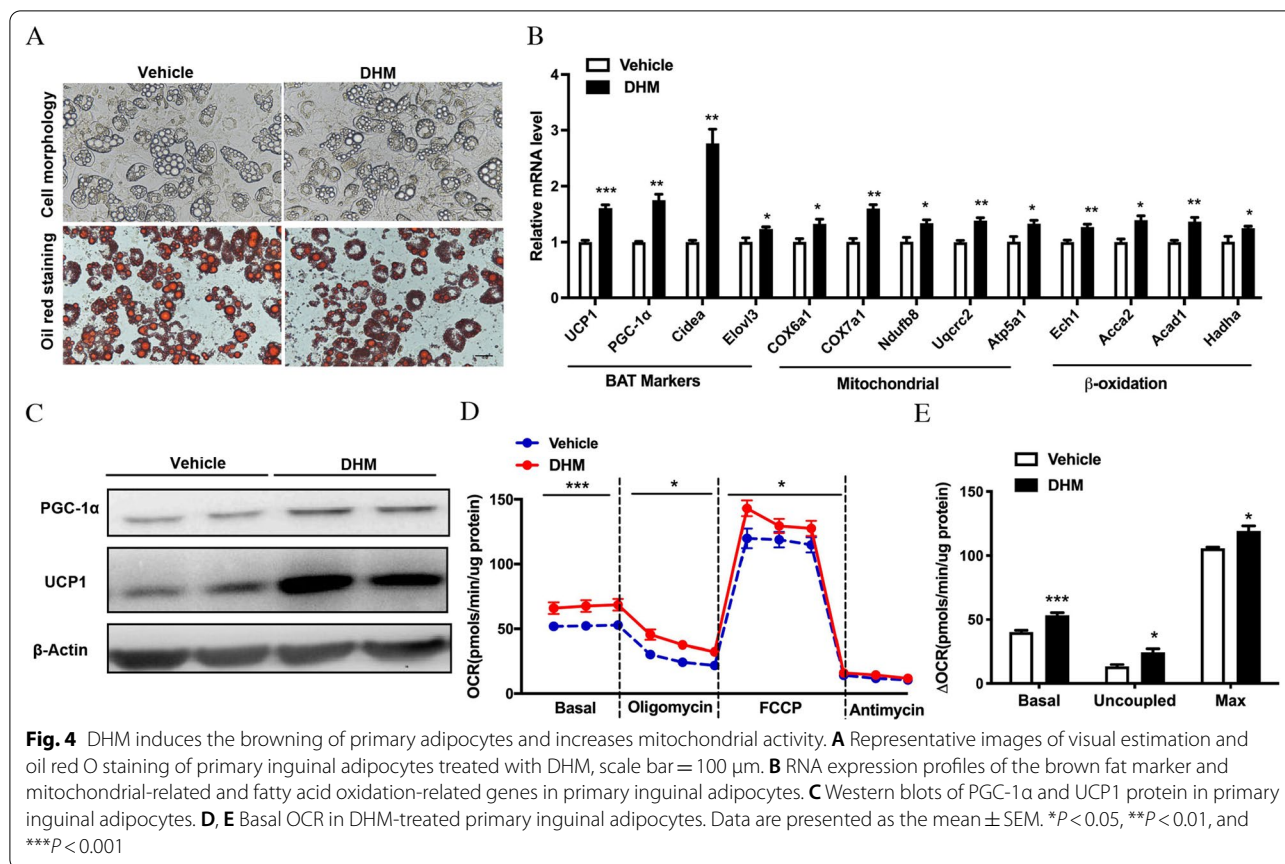 A
Vehicle
DHM
Cell morphology
Oil red staining
B
Vehicle
DHM
Relative mRNA level
4
3
2
1
0
***
**
**
*
*
**
*
**
*
**
*
**
*
UCP1
PGC-1α
Cidea
Elovl3
COX6a1
COX7a1
Ndufb8
Uqcrc2
Atp5a1
Ech1
Acca2
Acad1
Hadha
BAT Markers
Mitochondrial
β-oxidation
C
Vehicle
DHM
PGC-1α
UCP1
β-Actin
D
Vehicle
DHM
OCR(pmols/min/ug protein)
150
100
50
0
***
*
*
Basal
Oligomycin
FCCP
Antimycin
E
Vehicle
DHM
ΔOCR(pmols/min/ug protein)
150
100
50
0
***
*
*
Basal
Uncoupled
Max
Fig. 4 DHM induces the browning of primary adipocytes and increases mitochondrial activity. A Representative images of visual estimation and
oil red O staining of primary inguinal adipocytes treated with DHM, scale bar = 100 μm. B RNA expression profiles of the brown fat marker and
mitochondrial-related and fatty acid oxidation-related genes in primary inguinal adipocytes. C Western blots of PGC-1α and UCP1 protein in primary
inguinal adipocytes. D, E Basal OCR in DHM-treated primary inguinal adipocytes. Data are presented as the mean ± SEM. *P < 0.05, **P < 0.01, and
***P < 0.001